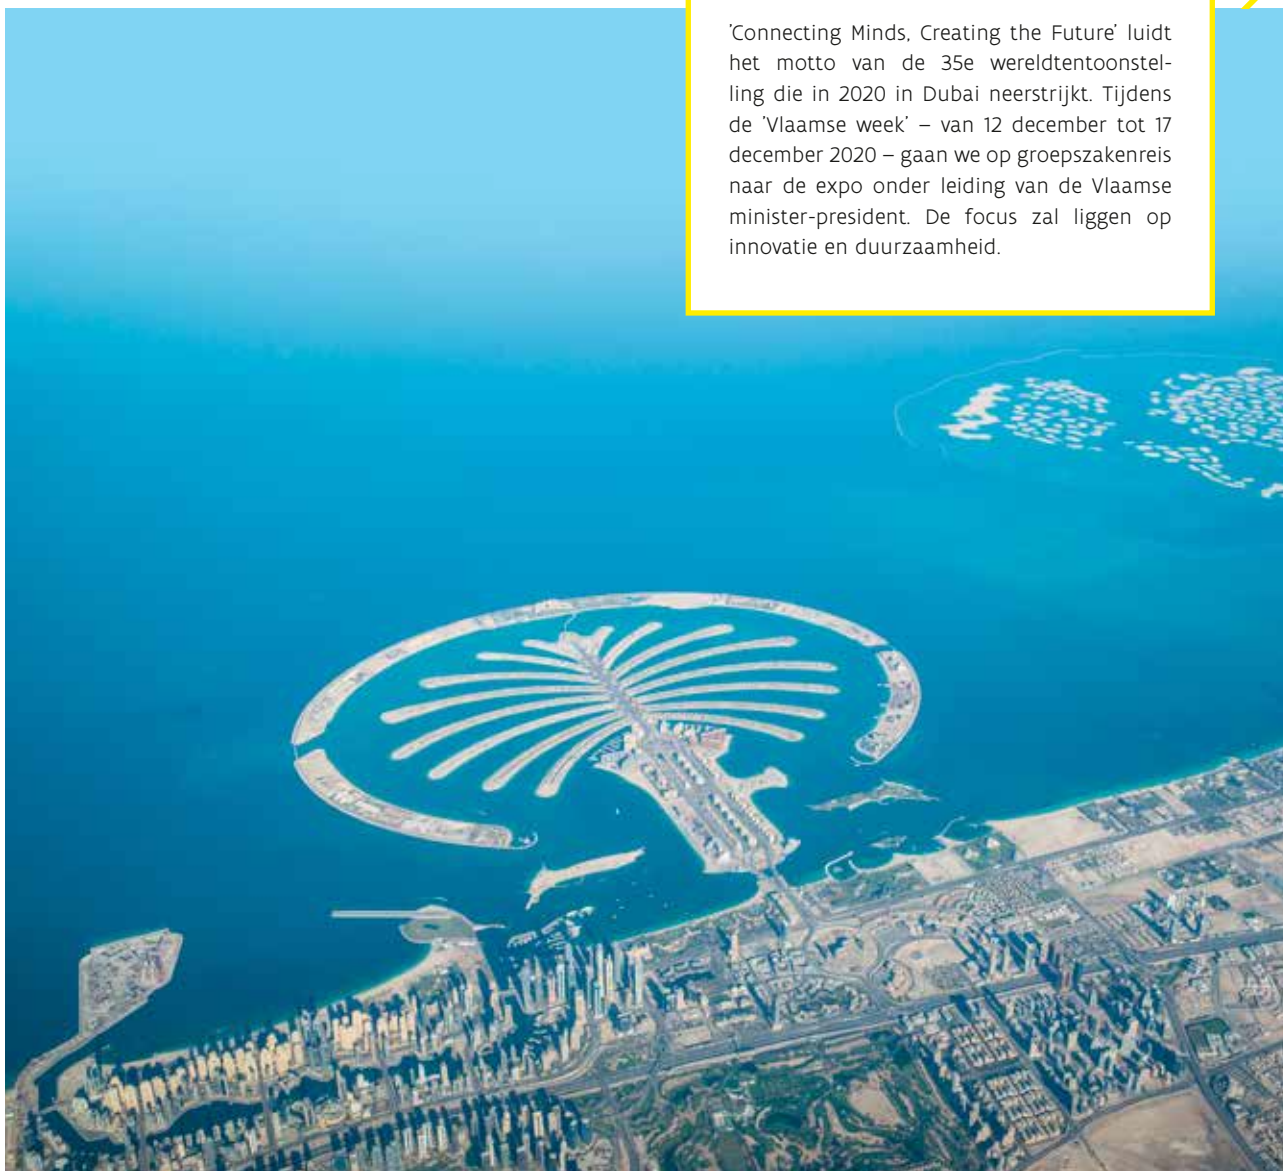 'Connecting Minds, Creating the Future' luidt
het motto van de 35e wereldtentoonstel-
ling die in 2020 in Dubai neerstrijkt. Tijdens
de 'Vlaamse week' – van 12 december tot 17
december 2020 – gaan we op groepszakenreis
naar de expo onder leiding van de Vlaamse
minister-president. De focus zal liggen op
innovatie en duurzaamheid.